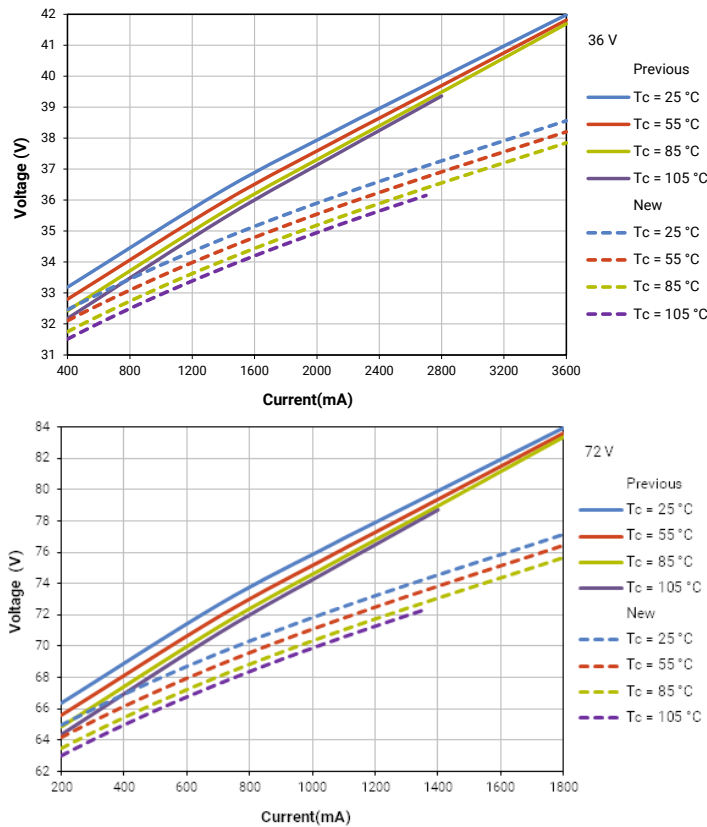 42
41
40
39
38
37
36
35
34
33
32
31
Voltage (V)
400
800
1200
1600
2000
2400
2800
3200
3600
Current(mA)
36 V
Previous
Tc = 25 °C
Tc = 55 °C
Tc = 85 °C
Tc = 105 °C
New
Tc = 25 °C
Tc = 55 °C
Tc = 85 °C
Tc = 105 °C
84
82
80
78
76
74
72
70
68
66
64
62
Voltage (V)
200
400
600
800
1000
1200
1400
1600
1800
Current(mA)
72 V
Previous
Tc = 25 °C
Tc = 55 °C
Tc = 85 °C
Tc = 105 °C
New
Tc = 25 °C
Tc = 55 °C
Tc = 85 °C
Tc = 105 °C